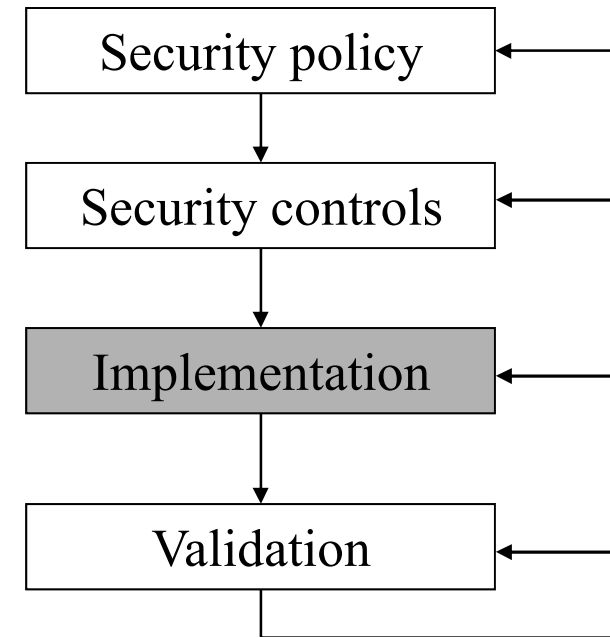 Security policy
Security controls
Implementation
Validation